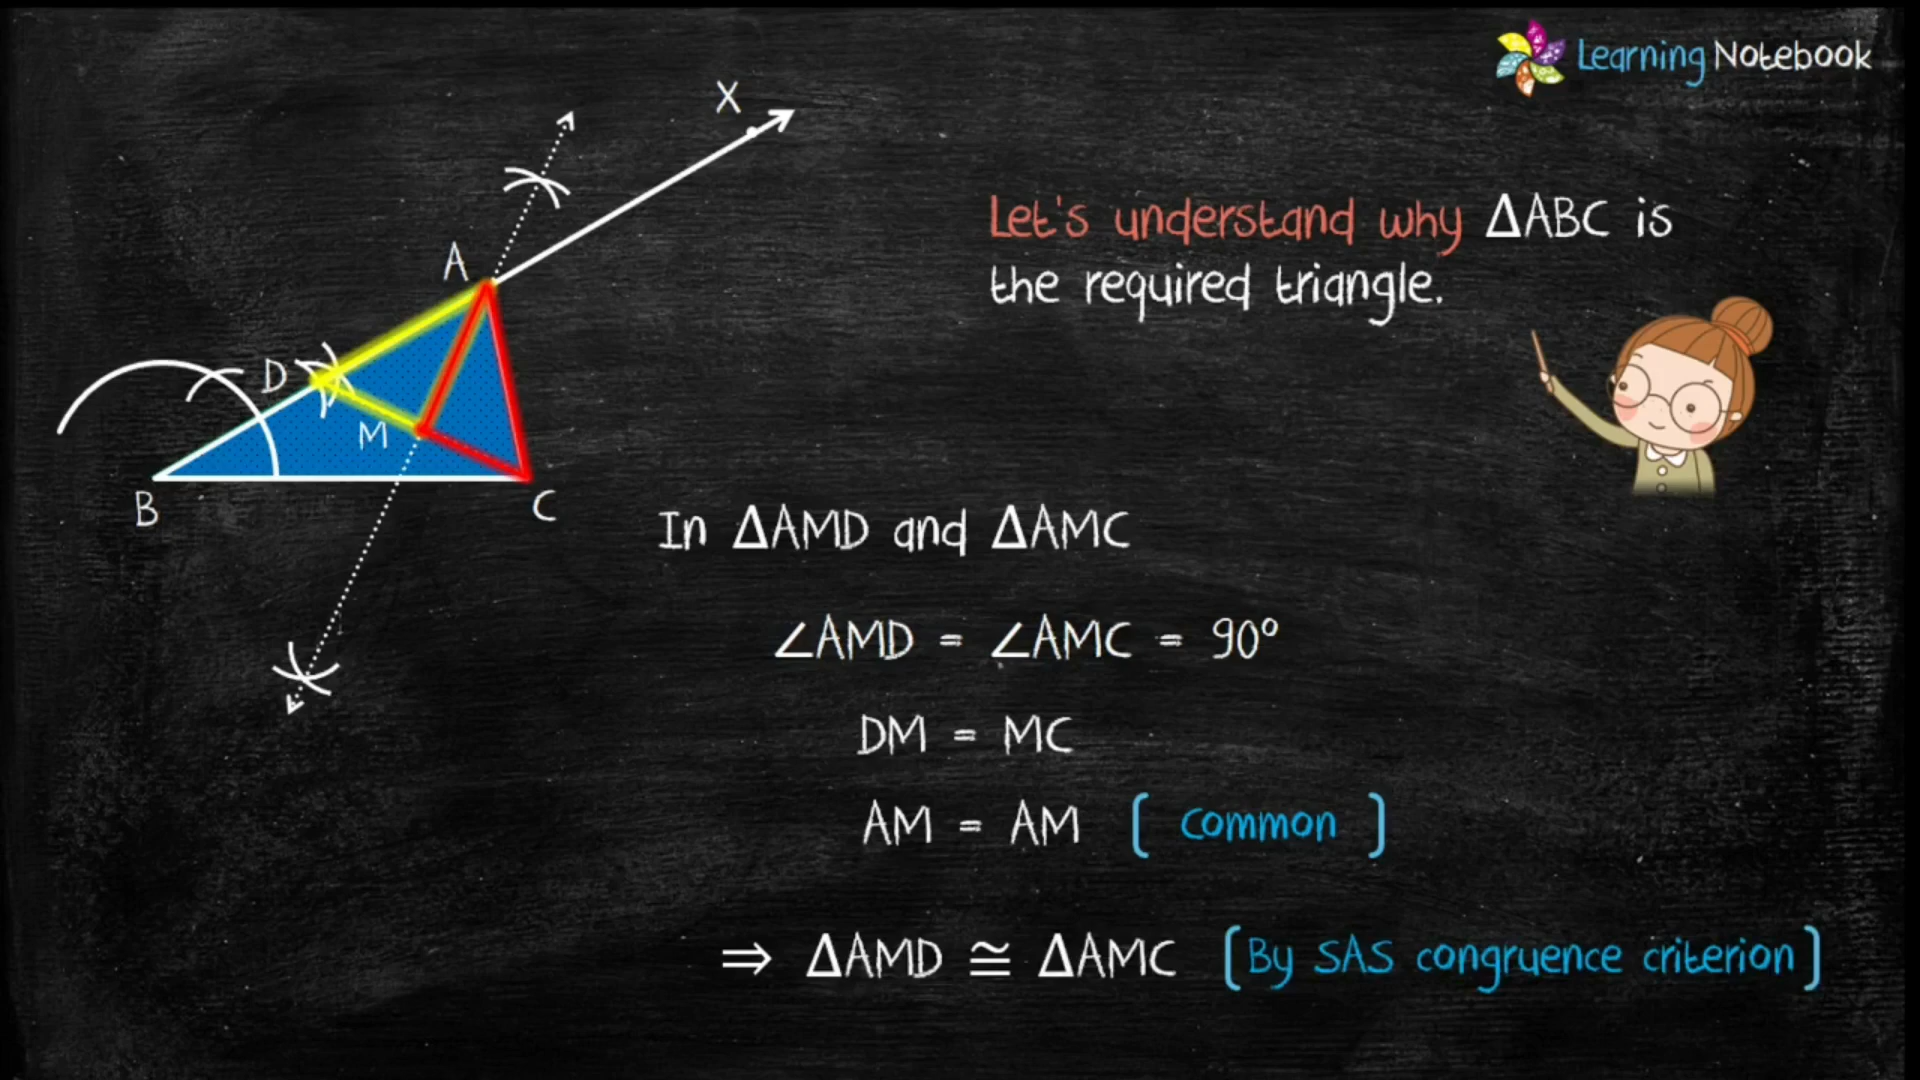 Learning Notebook
X
A
D
M
B
C
Let's understand why ΔABC is
the required triangle.
In ΔAMD and ΔAMC
∠AMD = ∠AMC = 90°
DM = MC
AM = AM [ common ]
⇒ ΔAMD ≅ ΔAMC [By SAS congruence criterion]